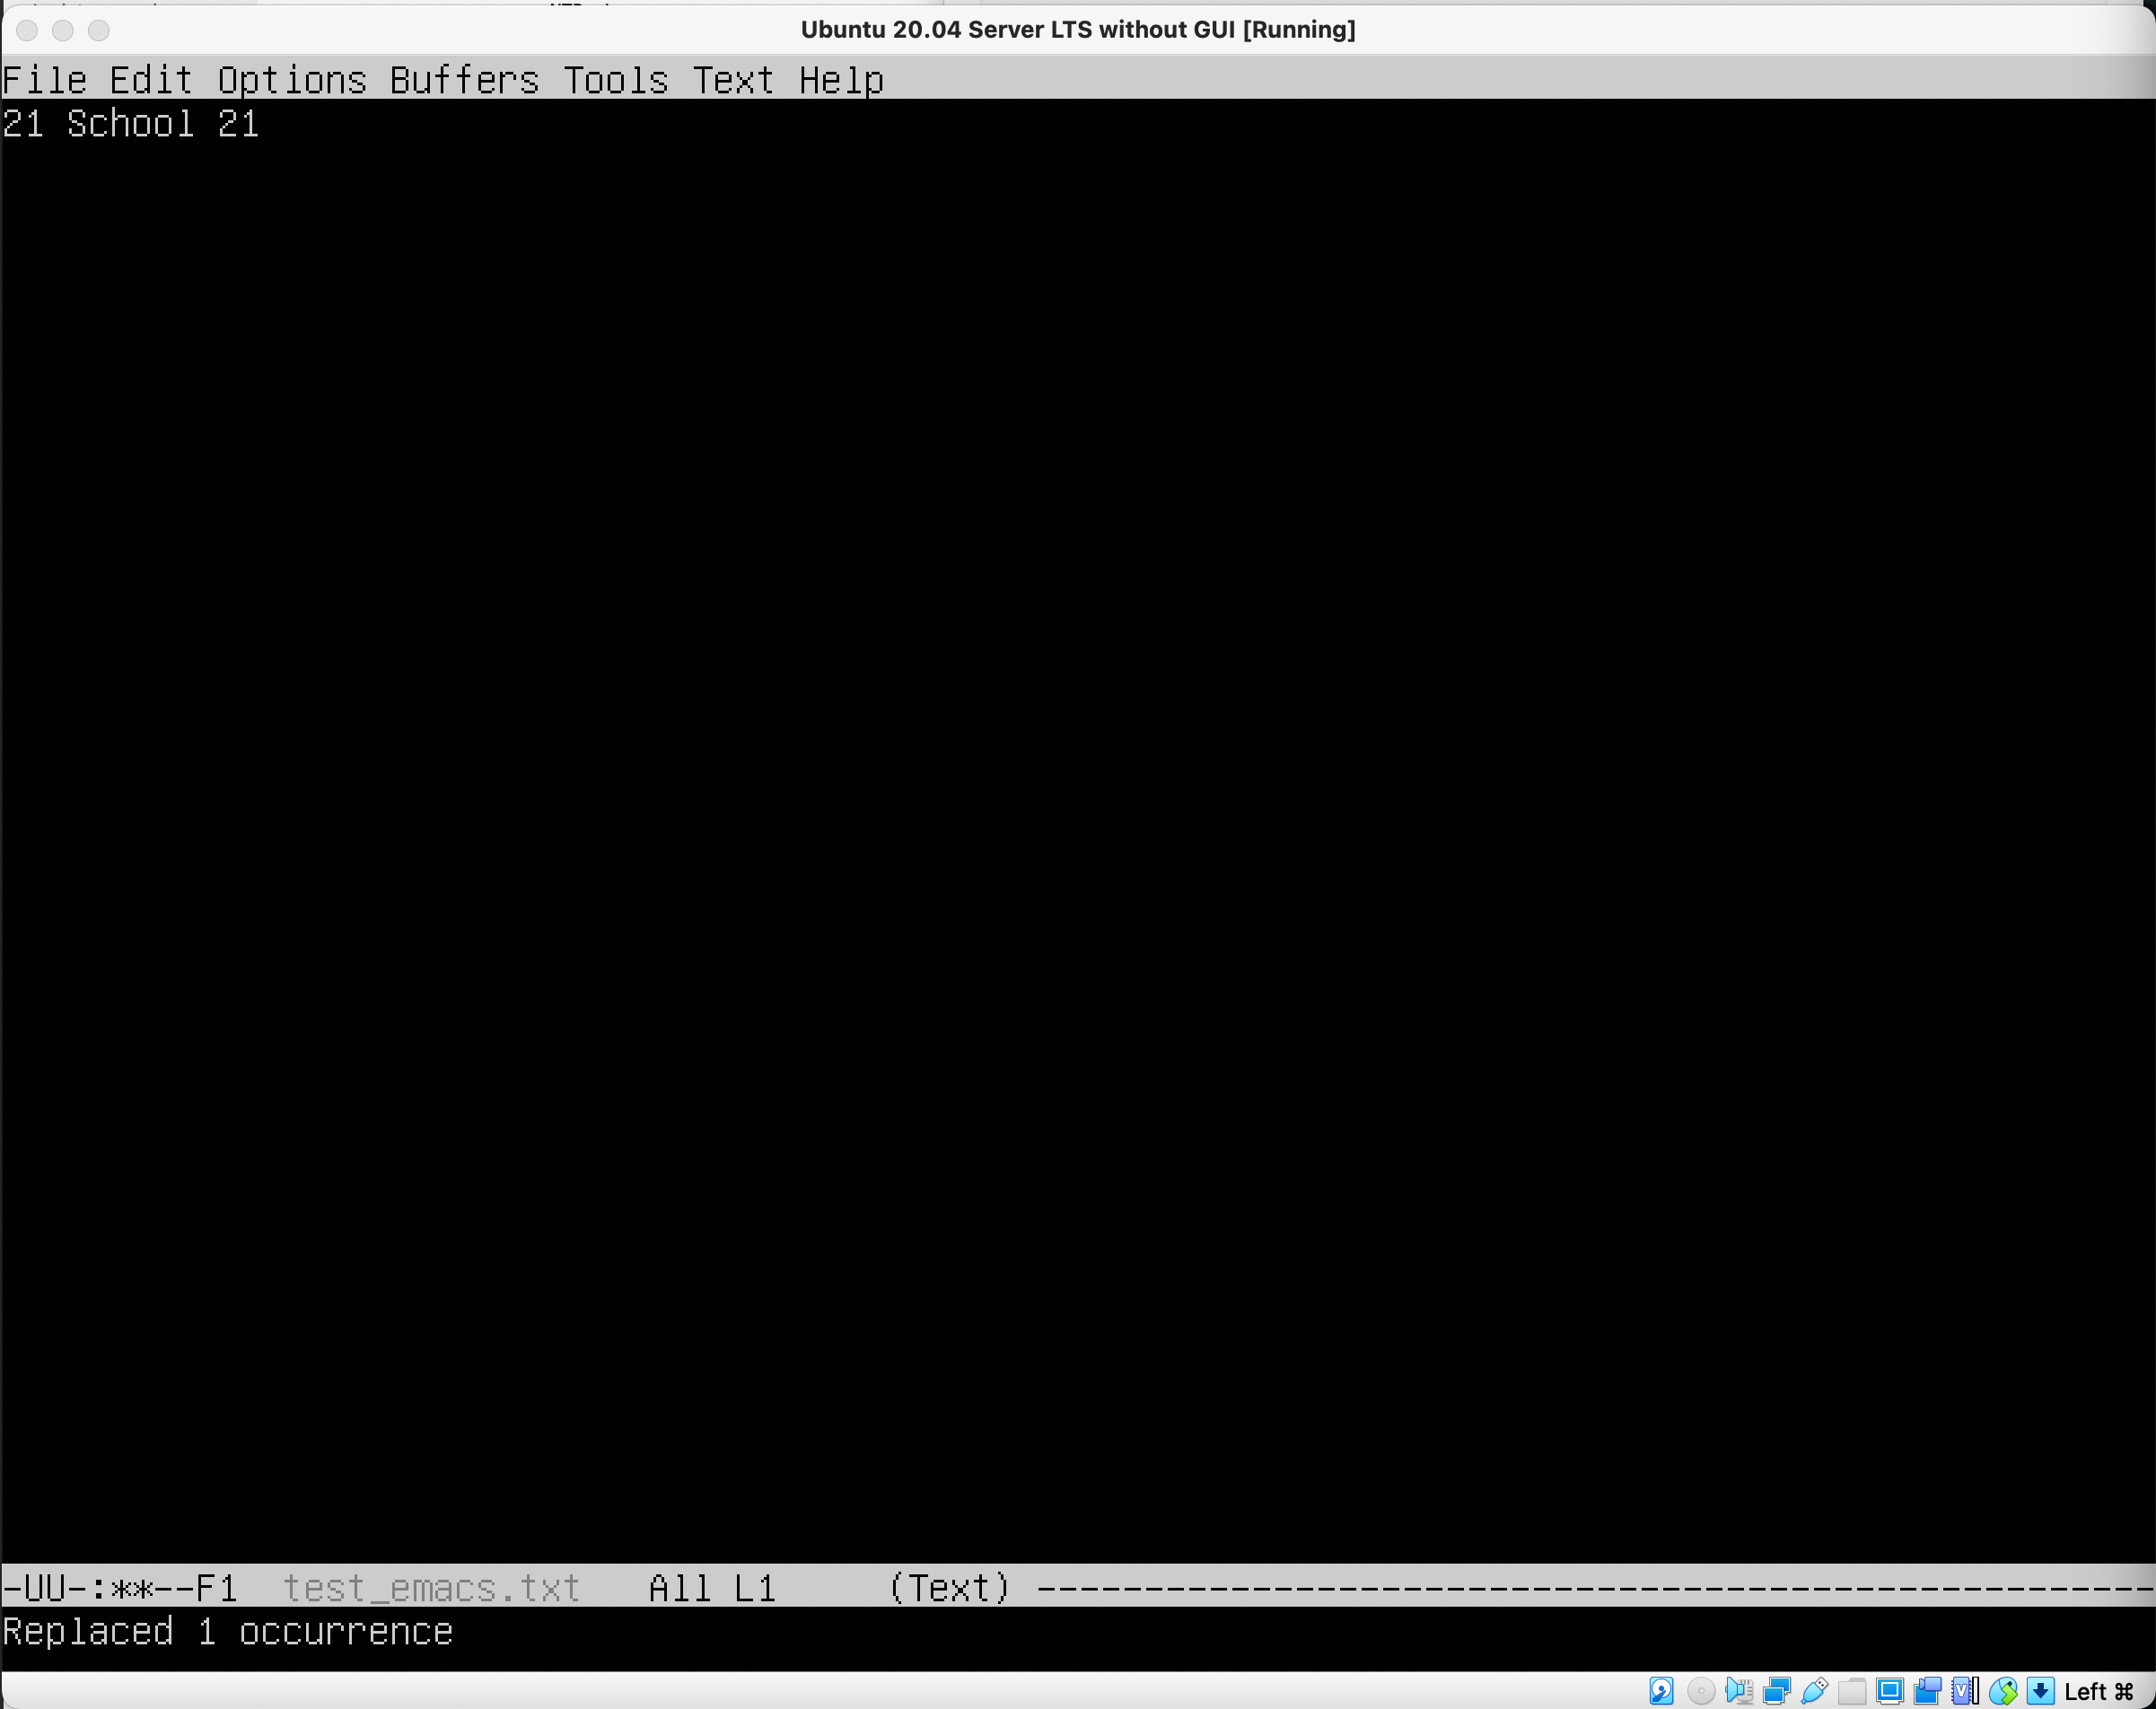 Ubuntu 20.04 Server LTS without GUI [Running]
File Edit Options Buffers Tools Text Help
21 School 21
-UU-:**--F1  test_emacs.txt   All L1     (Text) ----------------------------------------------------
Replaced 1 occurrence
Left ⌘